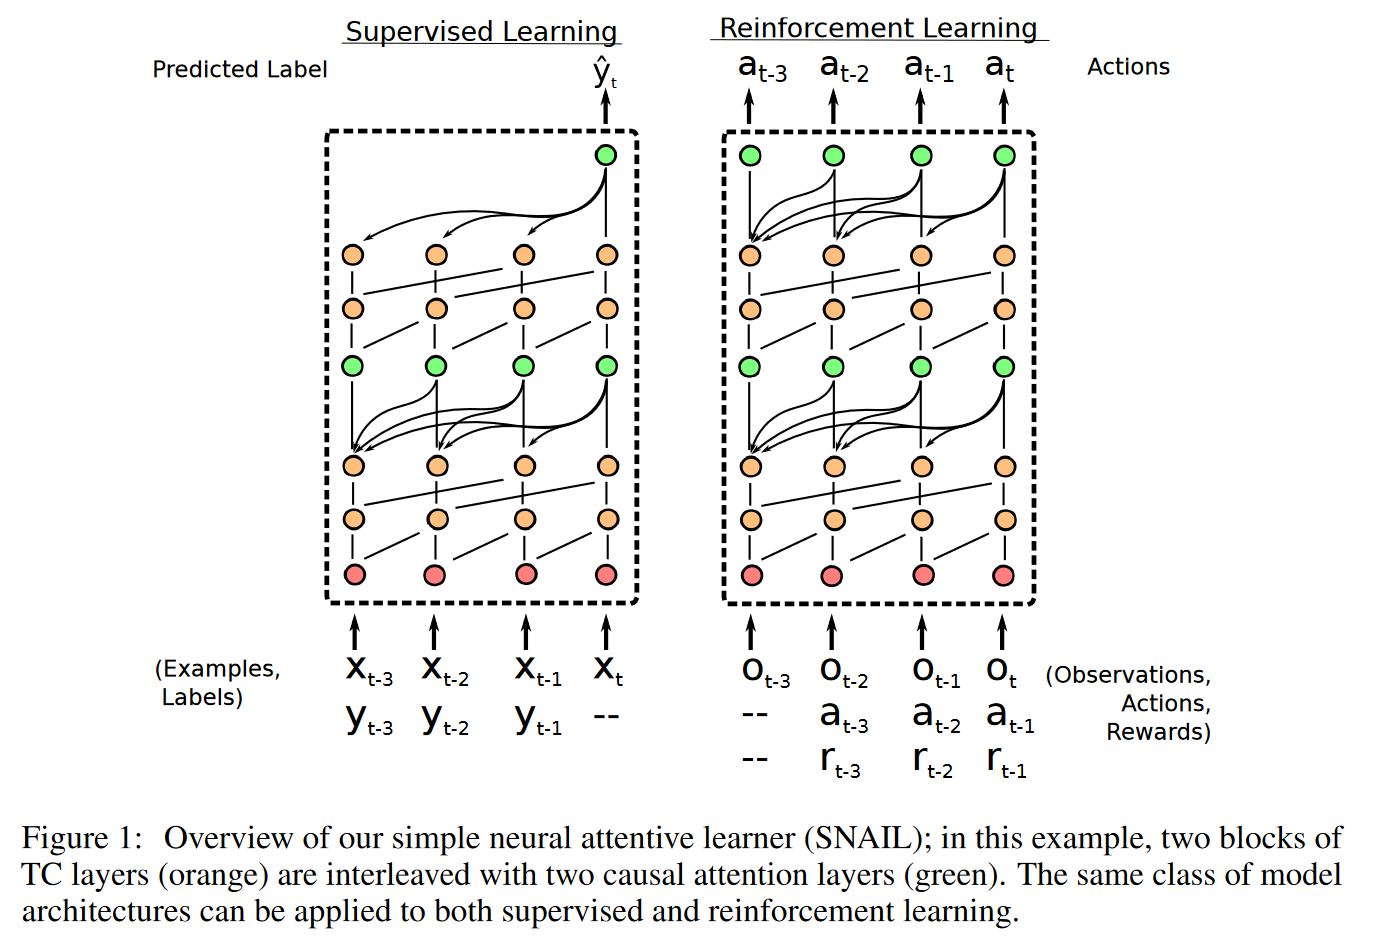 Supervised Learning
Reinforcement Learning
Predicted Label
ŷt
at-3 at-2 at-1 at
Actions
(Examples,
Labels)
xt-3 xt-2 xt-1 xt
yt-3 yt-2 yt-1 --
ot-3 ot-2 ot-1 ot
-- at-3 at-2 at-1
-- rt-3 rt-2 rt-1
(Observations,
Actions,
Rewards)
Figure 1: Overview of our simple neural attentive learner (SNAIL); in this example, two blocks of
TC layers (orange) are interleaved with two causal attention layers (green). The same class of model
architectures can be applied to both supervised and reinforcement learning.